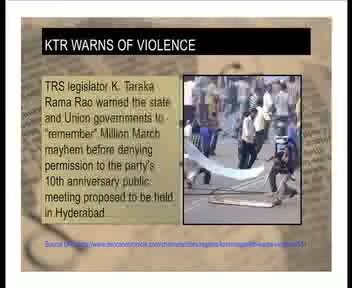 KTR WARNS OF VIOLENCE
TRS legislator K. Taraka
Rama Rao warned the state
and Union governments to
"remember" Million March
mayhem before denying
permission to the party's
10th anniversary public
meeting proposed to be held
in Hyderabad